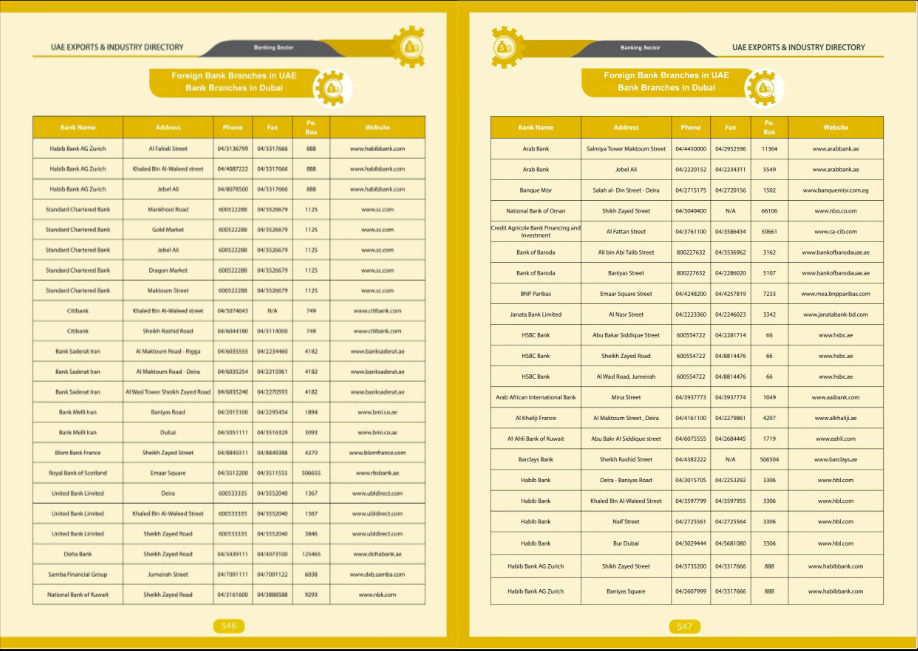 UAE EXPORTS & INDUSTRY DIRECTORY
Banking Sector
Foreign Bank Branches in UAE
Bank Branches in Dubai
Bank Name Address Phone Fax Po. Box Website
Habib Bank AG Zurich Al Fahidi Street 04/3136799 04/3317666 888 www.habibbank.com
Habib Bank AG Zurich Khaled Bin Al-Waleed street 04/4087222 04/3317666 888 www.habibbank.com
Habib Bank AG Zurich Jebel Ali 04/8078500 04/3317666 888 www.habibbank.com
Standard Chartered Bank Mankhool Road 600522288 04/3526679 1125 www.sc.com
Standard Chartered Bank Gold Market 600522288 04/3526679 1125 www.sc.com
Standard Chartered Bank Jebel Ali 600522288 04/3526679 1125 www.sc.com
Standard Chartered Bank Dragon Market 600522288 04/3526679 1125 www.sc.com
Standard Chartered Bank Maktoum Street 600522288 04/3526679 1125 www.sc.com
Citibank Khaled Bin Al-Waleed street 04/5074643 N/A 749 www.citibank.com
Citibank Sheikh Rashid Road 04/6044180 04/3114000 749 www.citibank.com
Bank Saderat Iran Al Maktoum Road - Rigga 04/6035555 04/2234460 4182 www.banksaderat.ae
Bank Saderat Iran Al Maktoum Road - Deira 04/6035254 04/2215961 4182 www.banksaderat.ae
Bank Saderat Iran Al Wasl Tower Sheikh Zayed Road 04/6035240 04/2270593 4182 www.banksaderat.ae
Bank Melli Iran Baniyas Road 04/2015100 04/2295454 1894 www.bmi.co.ae
Bank Melli Iran Dubai 04/3051111 04/3516329 3093 www.bmi.co.ae
Blom Bank France Sheikh Zayed Street 04/8849311 04/8849388 4370 www.blomfrance.com
Royal Bank of Scotland Emaar Square 04/3512200 04/3511555 506655 www.rbsbank.ae
United Bank Limited Deira 600533335 04/3552040 1367 www.ubldirect.com
United Bank Limited Khaled Bin Al-Waleed Street 600533335 04/3552040 1367 www.ubldirect.com
United Bank Limited Sheikh Zayed Road 600533335 04/3552040 3846 www.ubldirect.com
Doha Bank Sheikh Zayed Road 04/3439111 04/4073100 125465 www.dohabank.ae
Samba Financial Group Jumeirah Street 04/7091111 04/7091122 6038 www.dxb.samba.com
National Bank of Kuwait Sheikh Zayed Road 04/3161600 04/3888588 9293 www.nbk.com
546
Banking Sector
UAE EXPORTS & INDUSTRY DIRECTORY
Foreign Bank Branches in UAE
Bank Branches in Dubai
Bank Name Address Phone Fax Po. Box Website
Arab Bank Salmiya Tower Maktoum Street 04/4450000 04/2952596 11364 www.arabbank.ae
Arab Bank Jebel Ali 04/2220152 04/2234311 5549 www.arabbank.ae
Banque Misr Salah al- Din Street - Deira 04/2715175 04/2720156 1502 www.banquemisr.com.eg
National Bank of Oman Shikh Zayed Street 04/3049400 N/A 66106 www.nbo.co.om
Credit Agricole Bank Financing and Investment Al Fattan Street 04/3761100 04/3586434 50661 www.ca-cib.com
Bank of Baroda Ali bin Abi Talib Street 800227632 04/3536962 3162 www.bankofbarodauae.ae
Bank of Baroda Baniyas Street 800227632 04/2286020 5107 www.bankofbarodauae.ae
BNP Paribas Emaar Square Street 04/4248200 04/4257819 7233 www.mea.bnpparibas.com
Janata Bank Limited Al Nasr Street 04/2223360 04/2246023 3342 www.janatabank-bd.com
HSBC Bank Abu Bakar Siddique Street 600554722 04/2281714 66 www.hsbc.ae
HSBC Bank Sheikh Zayed Road 600554722 04/8814476 66 www.hsbc.ae
HSBC Bank Al Wasl Road, Jumeirah 600554722 04/8814476 66 www.hsbc.ae
Arab African International Bank Mina Street 04/3937773 04/3937774 1049 www.aaibank.com
Al Khaliji France Al Maktoum Street , Deira 04/4161100 04/2279861 4207 www.alkhaliji.ae
Al-Ahli Bank of Kuwait Abu Bakr Al Siddique street 04/6075555 04/2684445 1719 www.eahli.com
Barclays Bank Sheikh Rashid Street 04/4382222 N/A 506504 www.barclays.ae
Habib Bank Deira - Baniyas Road 04/2015705 04/2253292 3306 www.hbl.com
Habib Bank Khaled Bin Al-Waleed Street 04/3597799 04/3597955 3306 www.hbl.com
Habib Bank Naif Street 04/2725561 04/2725564 3306 www.hbl.com
Habib Bank Bur Dubai 04/3029444 04/5681080 3306 www.hbl.com
Habib Bank AG Zurich Shikh Zayed Street 04/3735200 04/3317666 888 www.habibbank.com
Habib Bank AG Zurich Baniyas Square 04/2607999 04/3317666 888 www.habibbank.com
547